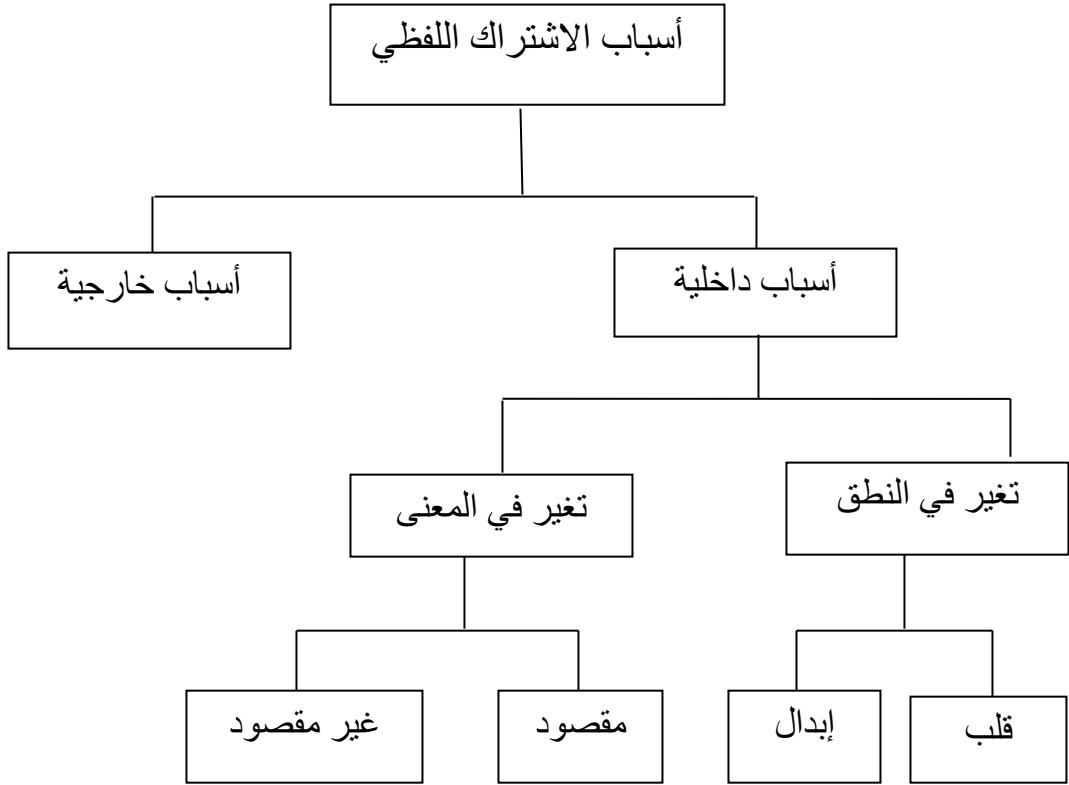 أسباب الاشتراك اللفظي
أسباب داخلية
أسباب خارجية
تغير في النطق
تغير في المعنى
قلب
إبدال
مقصود
غير مقصود